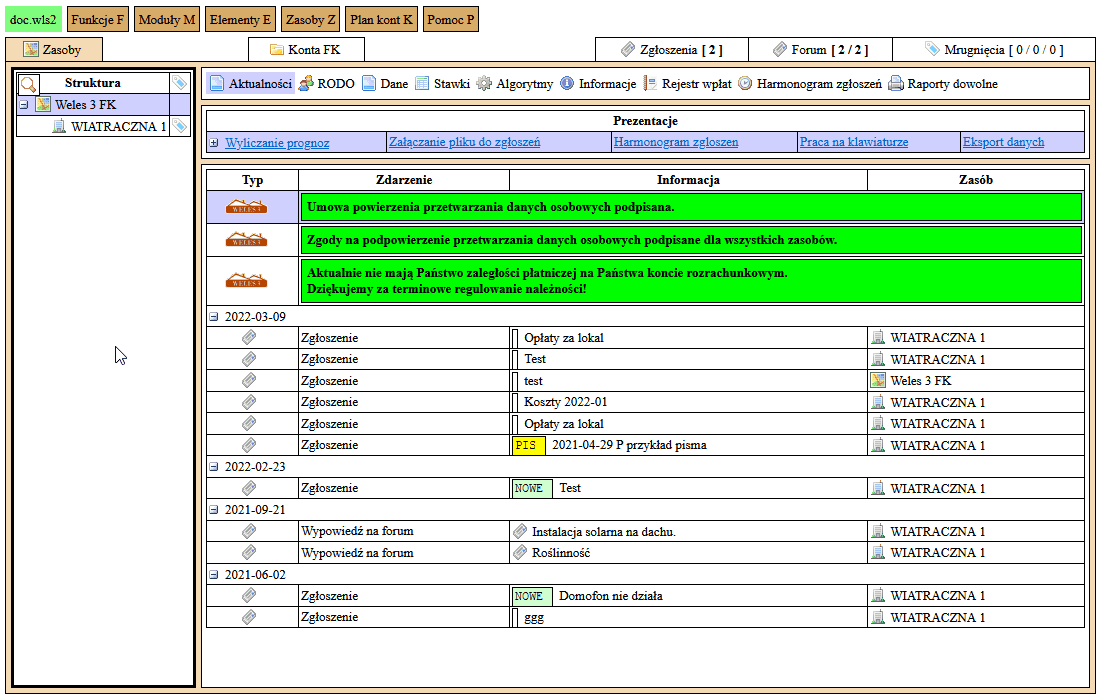 doc.wls2 Funkcje F Moduły M Elementy E Zasoby Z Plan kont K Pomoc P
Zasoby Konta FK Zgłoszenia [ 2 ] Forum [ 2 / 2 ] Mrugnięcia [ 0 / 0 / 0 ]
Struktura
Weles 3 FK
WIATRACZNA 1
Aktualności RODO Dane Stawki Algorytmy Informacje Rejestr wpłat Harmonogram zgłoszeń Raporty dowolne
Prezentacje
Wyliczanie prognoz Załączanie pliku do zgłoszeń Harmonogram zgloszen Praca na klawiaturze Eksport danych
Typ Zdarzenie Informacja Zasób
WELES 3 Umowa powierzenia przetwarzania danych osobowych podpisana.
WELES 3 Zgody na podpowierzenie przetwarzania danych osobowych podpisane dla wszystkich zasobów.
WELES 3 Aktualnie nie mają Państwo zaległości płatniczej na Państwa koncie rozrachunkowym.
Dziękujemy za terminowe regulowanie należności!
2022-03-09
Zgłoszenie Opłaty za lokal WIATRACZNA 1
Zgłoszenie Test WIATRACZNA 1
Zgłoszenie test Weles 3 FK
Zgłoszenie Koszty 2022-01 WIATRACZNA 1
Zgłoszenie Opłaty za lokal WIATRACZNA 1
Zgłoszenie PIS 2021-04-29 P przykład pisma WIATRACZNA 1
2022-02-23
Zgłoszenie NOWE Test WIATRACZNA 1
2021-09-21
Wypowiedź na forum Instalacja solarna na dachu. WIATRACZNA 1
Wypowiedź na forum Roślinność WIATRACZNA 1
2021-06-02
Zgłoszenie NOWE Domofon nie działa WIATRACZNA 1
Zgłoszenie ggg WIATRACZNA 1